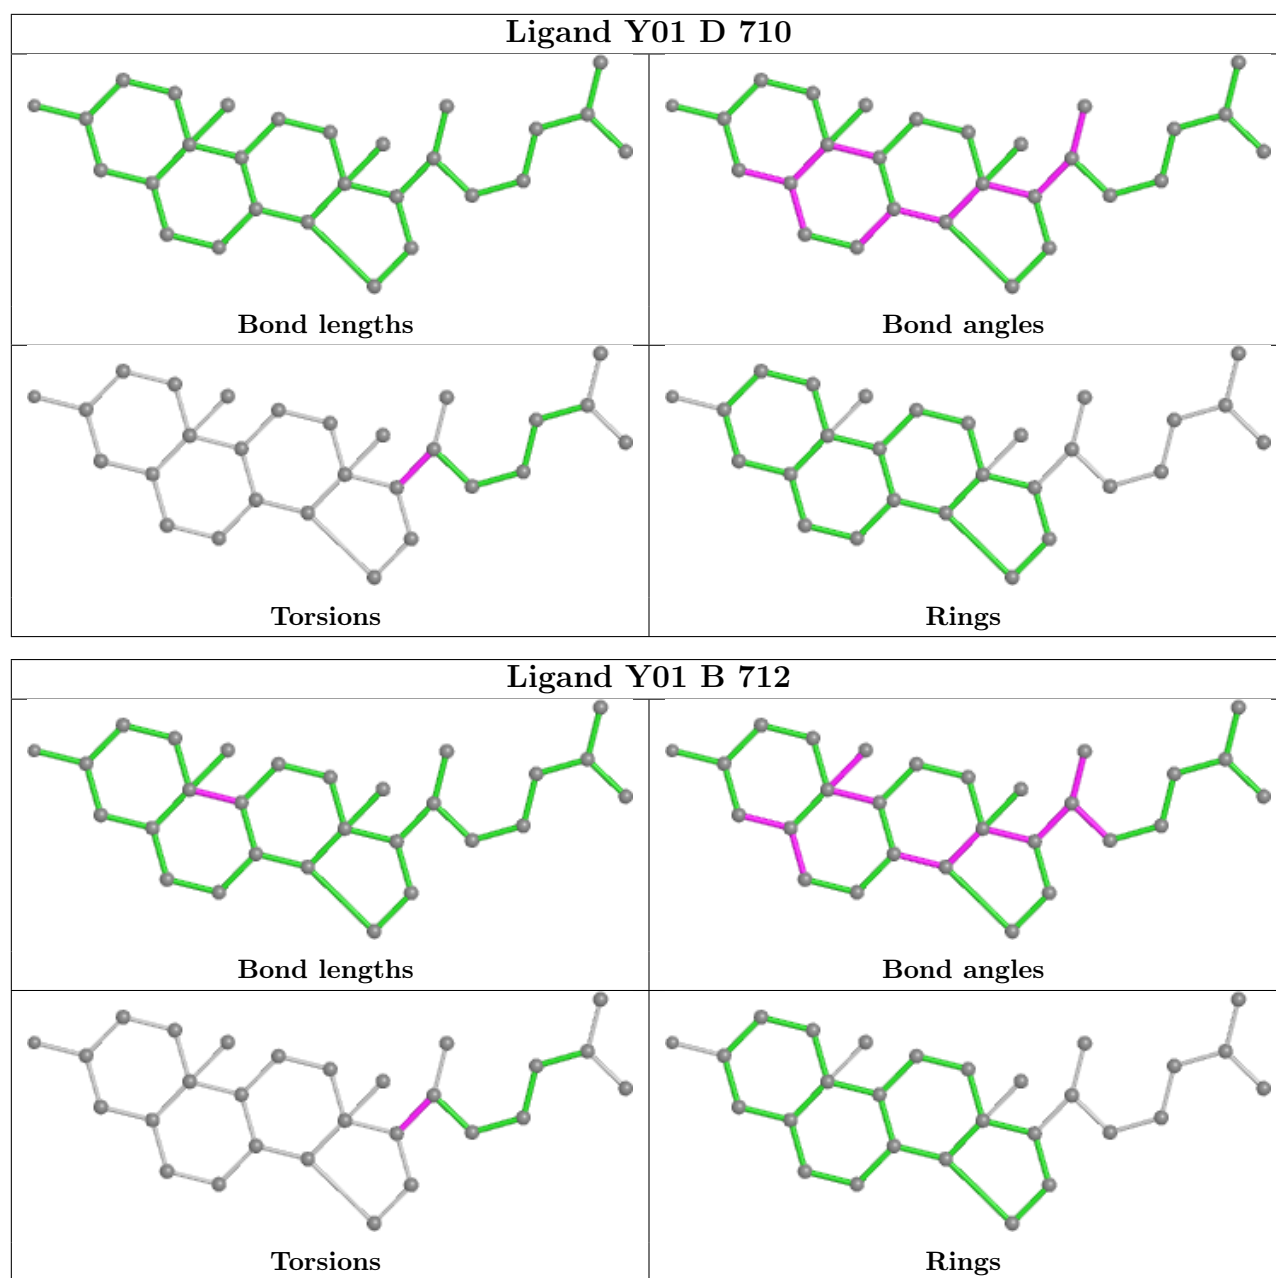 Ligand Y01 D 710
Bond lengths
Bond angles
Torsions
Rings
Ligand Y01 B 712
Bond lengths
Bond angles
Torsions
Rings